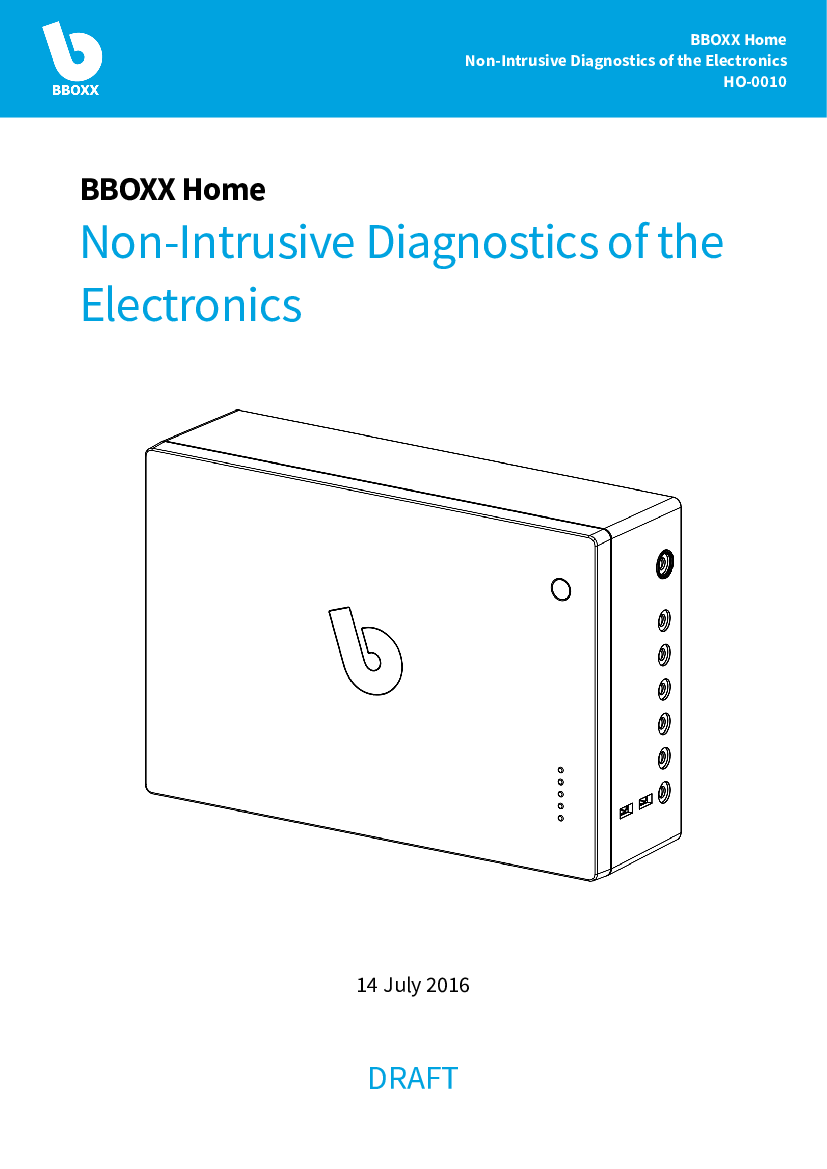 BBOXX
BBOXX Home
Non-Intrusive Diagnostics of the Electronics
HO-0010
BBOXX Home
Non-Intrusive Diagnostics of the
Electronics
14 July 2016
DRAFT